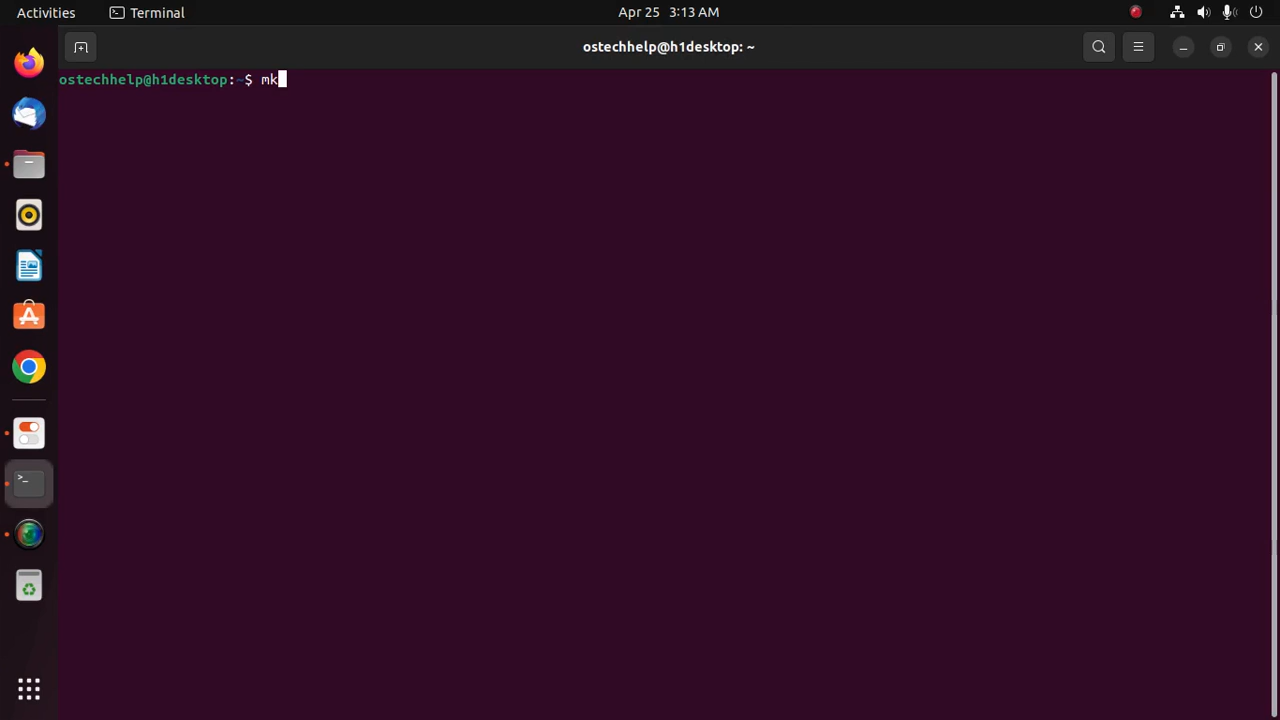 Activities
Terminal
Apr 25 3:13 AM
ostechhelp@h1desktop: ~
ostechhelp@h1desktop:~$ mk